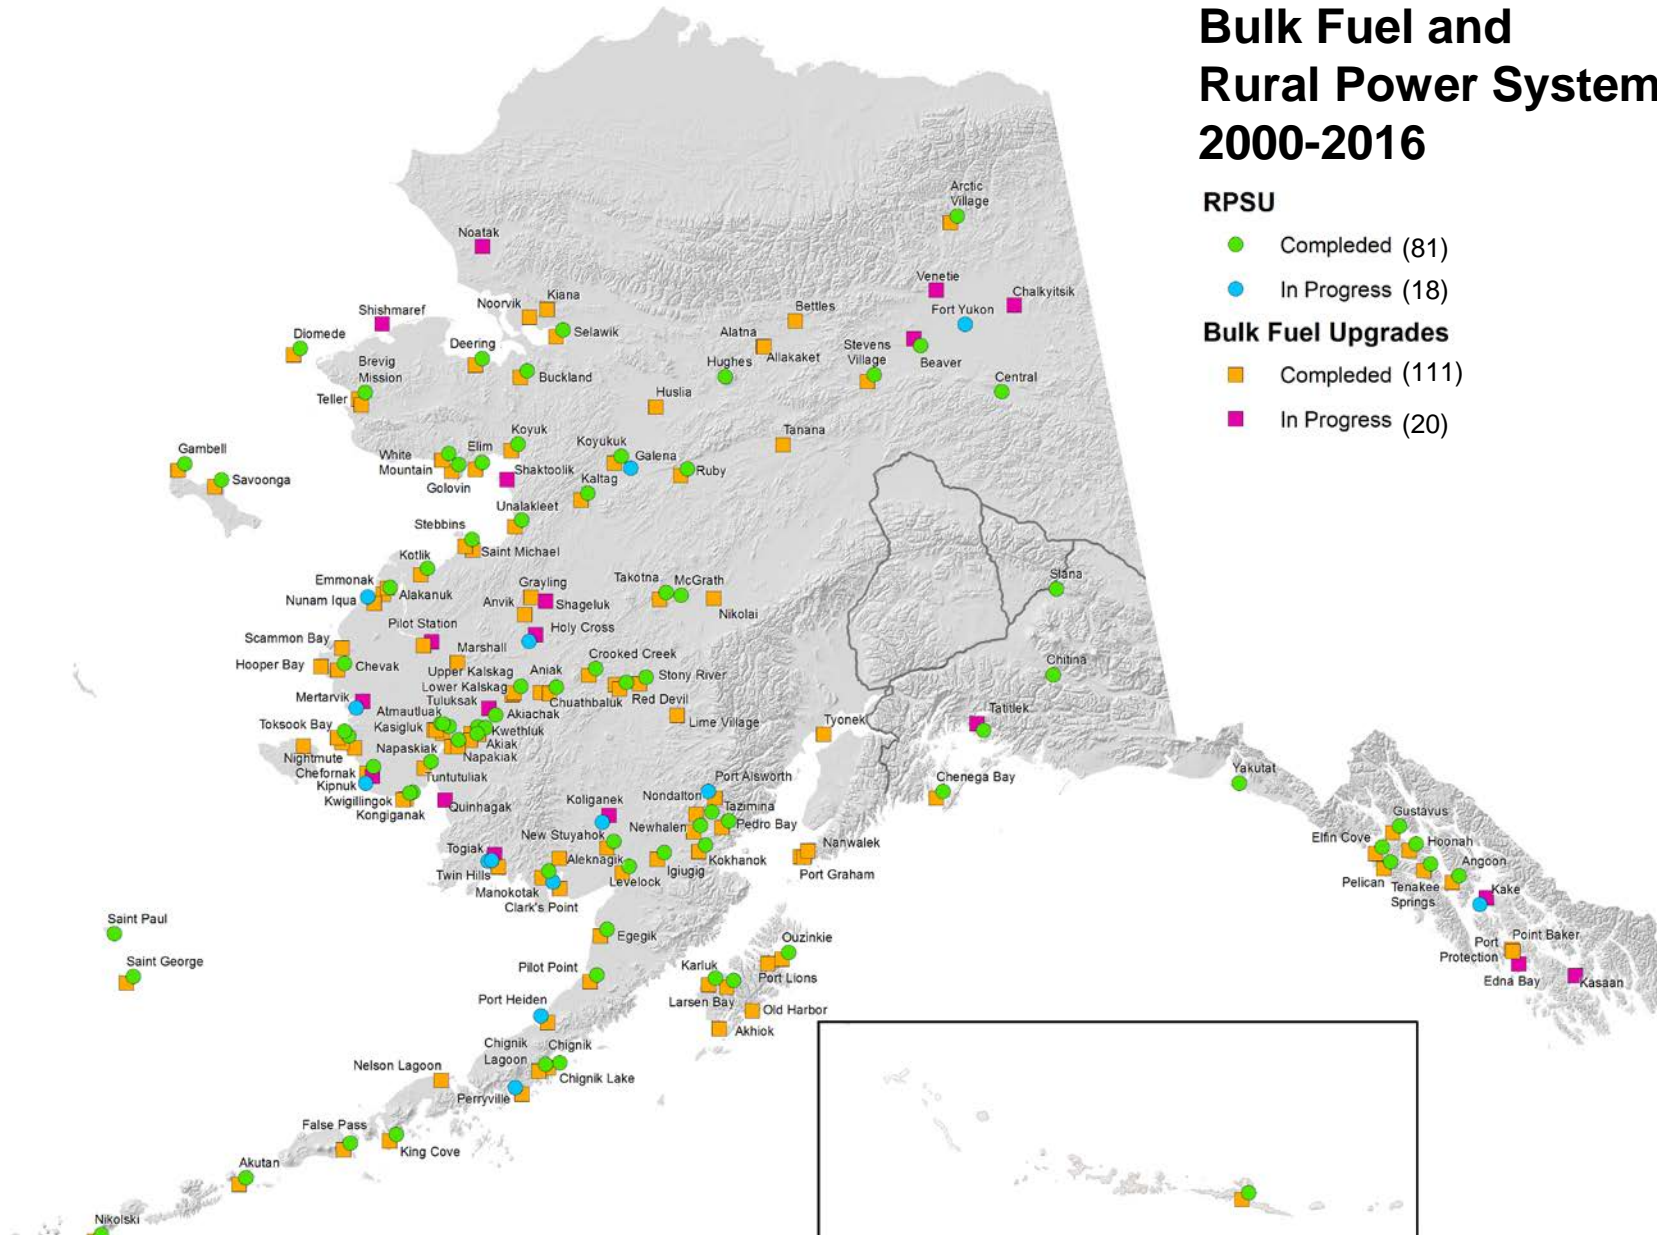 Bulk Fuel and
Rural Power System
2000-2016
RPSU
Compleded (81)
In Progress (18)
Bulk Fuel Upgrades
Compleded (111)
In Progress (20)
Arctic
Village
Noatak
Venetie
Chalkyitsik
Kiana
Noorvik
Bettles
Fort Yukon
Shishmaref
Selawik
Diomede
Alatna
Stevens
Village
Deering
Allakaket
Brevig
Mission
Hughes
Beaver
Buckland
Central
Teller
Huslia
Koyuk
Tanana
Koyukuk
Gambell
Elim
White
Mountain
Galena
Ruby
Shaktoolik
Savoonga
Golovin
Kaltag
Unalakleet
Stebbins
Saint Michael
Kotlik
Slana
Emmonak
Grayling
Takotna
McGrath
Alakanuk
Nunam Iqua
Anvik
Shageluk
Nikolai
Pilot Station
Holy Cross
Scammon Bay
Marshall
Crooked Creek
Hooper Bay
Chevak
Upper Kalskag
Aniak
Chitina
Stony River
Lower Kalskag
Mertarvik
Tuluksak
Chuathbaluk
Red Devil
Atmautluak
Akiachak
Tatitlek
Toksook Bay
Kasigluk
Kwethluk
Lime Village
Tyonek
Akiak
Napaskiak
Napakiak
Nightmute
Chefornak
Tuntutuliak
Port Alsworth
Chenega Bay
Yakutat
Kipnuk
Kwigillingok
Quinhagak
Koliganek
Nondalton
Tazimina
Kongiganak
Newhalen
Pedro Bay
Gustavus
New Stuyahok
Elfin Cove
Hoonah
Nanwalek
Togiak
Aleknagik
Kokhanok
Angoon
Twin Hills
Igiugig
Port Graham
Manokotak
Levelock
Pelican
Tenakee
Springs
Kake
Clark's Point
Saint Paul
Egegik
Ouzinkie
Point Baker
Port
Protection
Saint George
Pilot Point
Karluk
Port Lions
Edna Bay
Kasaan
Port Heiden
Larsen Bay
Old Harbor
Akhiok
Chignik
Lagoon
Chignik
Nelson Lagoon
Chignik Lake
Perryville
False Pass
King Cove
Akutan
Nikolski